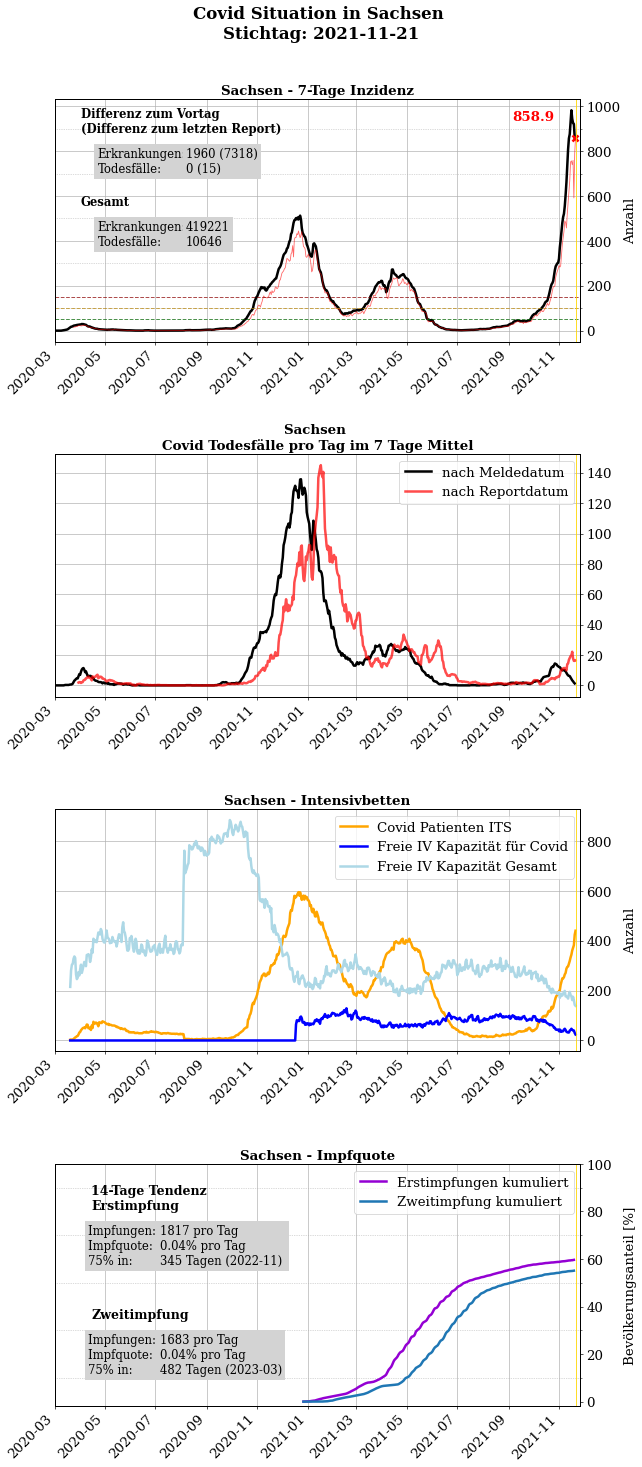 Covid Situation in Sachsen
Stichtag: 2021-11-21
Sachsen - 7-Tage Inzidenz
Differenz zum Vortag
(Differenz zum letzten Report)
Erkrankungen 1960 (7318)
Todesfälle: 0 (15)
Gesamt
Erkrankungen 419221
Todesfälle: 10646
858.9
1000
800
600
400
200
0
Anzahl
2020-03
2020-05
2020-07
2020-09
2020-11
2021-01
2021-03
2021-05
2021-07
2021-09
2021-11
Sachsen
Covid Todesfälle pro Tag im 7 Tage Mittel
nach Meldedatum
nach Reportdatum
140
120
100
80
60
40
20
0
2020-03
2020-05
2020-07
2020-09
2020-11
2021-01
2021-03
2021-05
2021-07
2021-09
2021-11
Sachsen - Intensivbetten
Covid Patienten ITS
Freie IV Kapazität für Covid
Freie IV Kapazität Gesamt
800
600
400
200
0
Anzahl
2020-03
2020-05
2020-07
2020-09
2020-11
2021-01
2021-03
2021-05
2021-07
2021-09
2021-11
Sachsen - Impfquote
14-Tage Tendenz
Erstimpfung
Impfungen: 1817 pro Tag
Impfquote: 0.04% pro Tag
75% in: 345 Tagen (2022-11)
Zweitimpfung
Impfungen: 1683 pro Tag
Impfquote: 0.04% pro Tag
75% in: 482 Tagen (2023-03)
Erstimpfungen kumuliert
Zweitimpfung kumuliert
100
80
60
40
20
0
Bevölkerungsanteil [%]
2020-03
2020-05
2020-07
2020-09
2020-11
2021-01
2021-03
2021-05
2021-07
2021-09
2021-11